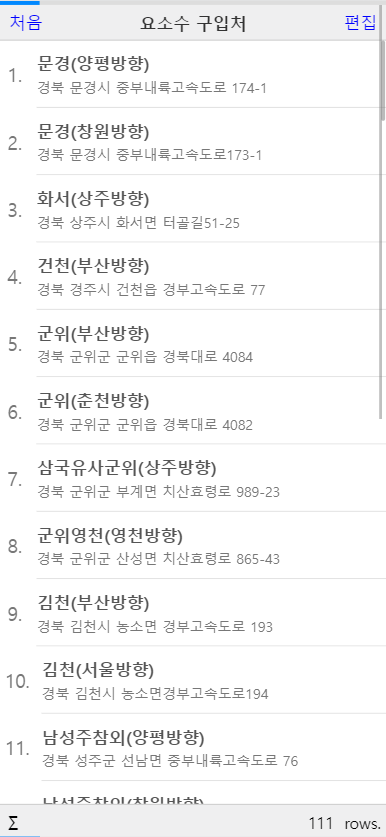 처음 요소수 구입처 편집
1. 문경(양평방향)
경북 문경시 중부내륙고속도로 174-1
2. 문경(창원방향)
경북 문경시 중부내륙고속도로173-1
3. 화서(상주방향)
경북 상주시 화서면 터골길51-25
4. 건천(부산방향)
경북 경주시 건천읍 경부고속도로 77
5. 군위(부산방향)
경북 군위군 군위읍 경북대로 4084
6. 군위(춘천방향)
경북 군위군 군위읍 경북대로 4082
7. 삼국유사군위(상주방향)
경북 군위군 부계면 치산효령로 989-23
8. 군위영천(영천방향)
경북 군위군 산성면 치산효령로 865-43
9. 김천(부산방향)
경북 김천시 농소면 경부고속도로 193
10. 김천(서울방향)
경북 김천시 농소면경부고속도로194
11. 남성주참외(양평방향)
경북 성주군 선남면 중부내륙고속도로 76
남성주참외(창원방향)
Σ 111 rows.